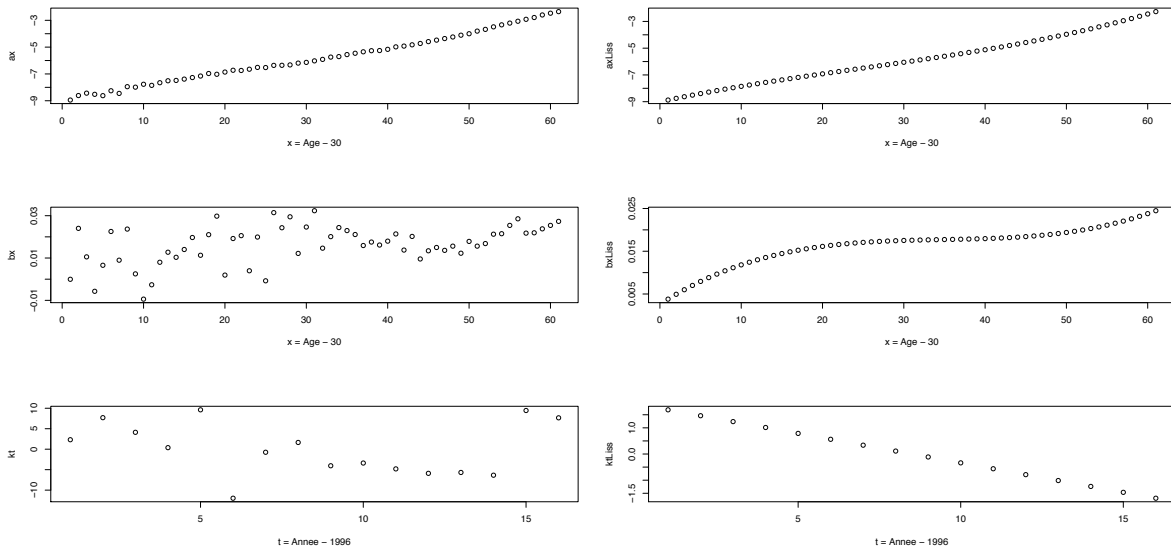 ax
-3
-5
-7
-9
0 10 20 30 40 50 60
x = Age − 30
axLiss
-3
-5
-7
-9
0 10 20 30 40 50 60
x = Age − 30
bx
0.03
0.01
-0.01
0 10 20 30 40 50 60
x = Age − 30
bxLiss
0.025
0.015
0.005
0 10 20 30 40 50 60
x = Age − 30
kt
10
5
0
-10
5 10 15
t = Annee − 1996
ktLiss
1.0
0.0
-1.5
5 10 15
t = Annee − 1996